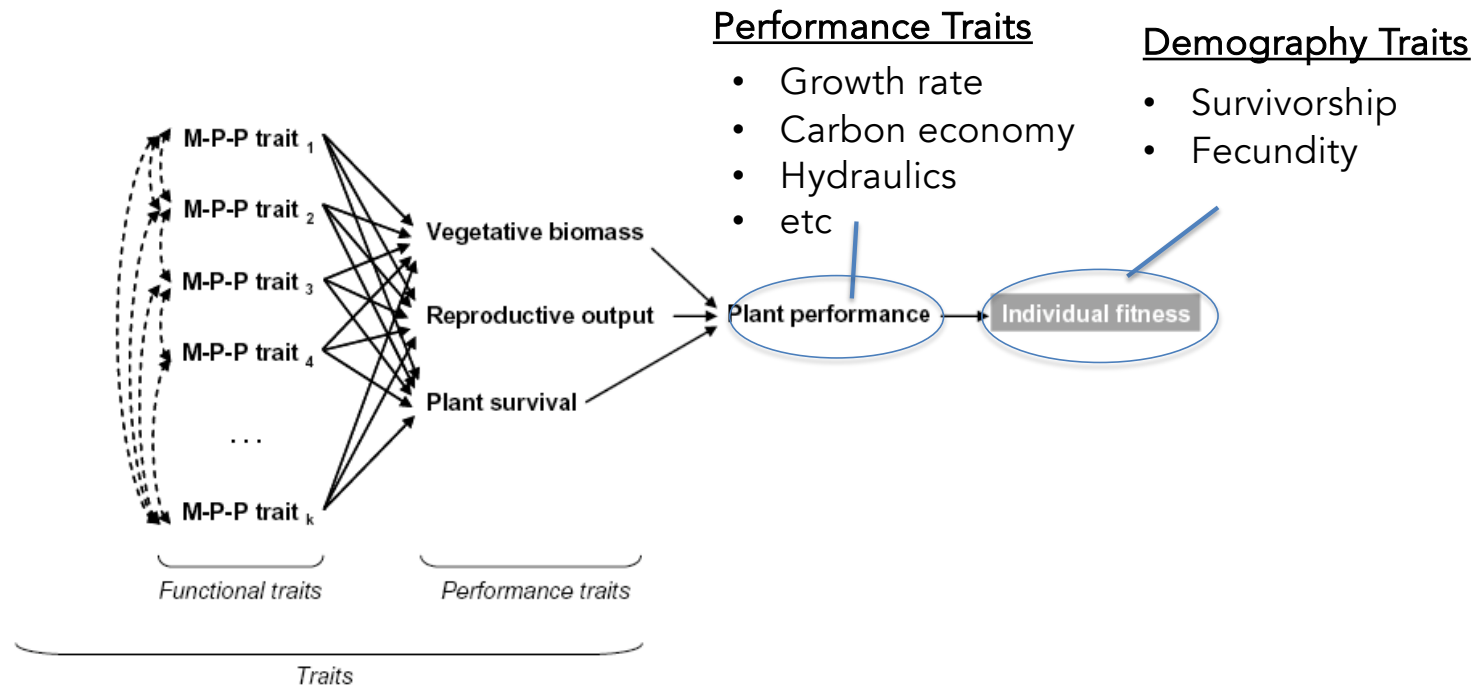 Performance Traits
• Growth rate
• Carbon economy
• Hydraulics
• etc
Demography Traits
• Survivorship
• Fecundity
M-P-P trait 1
M-P-P trait 2
M-P-P trait 3
M-P-P trait 4
. . .
M-P-P trait k
Vegetative biomass
Reproductive output
Plant survival
Plant performance
Individual fitness
Functional traits
Performance traits
Traits